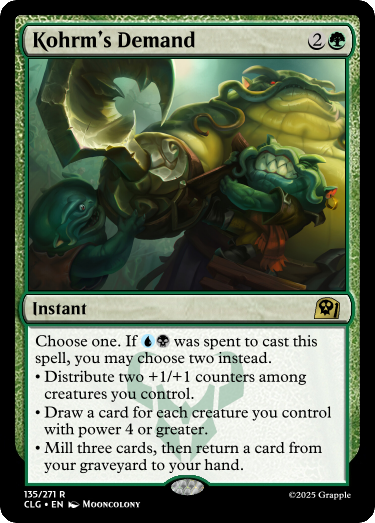 Kohrm's Demand 2
Instant
Choose one. If was spent to cast this
spell, you may choose two instead.
• Distribute two +1/+1 counters among
creatures you control.
• Draw a card for each creature you control
with power 4 or greater.
• Mill three cards, then return a card from
your graveyard to your hand.
135/271 R
CLG • EN Mooncolony
©2025 Grapple